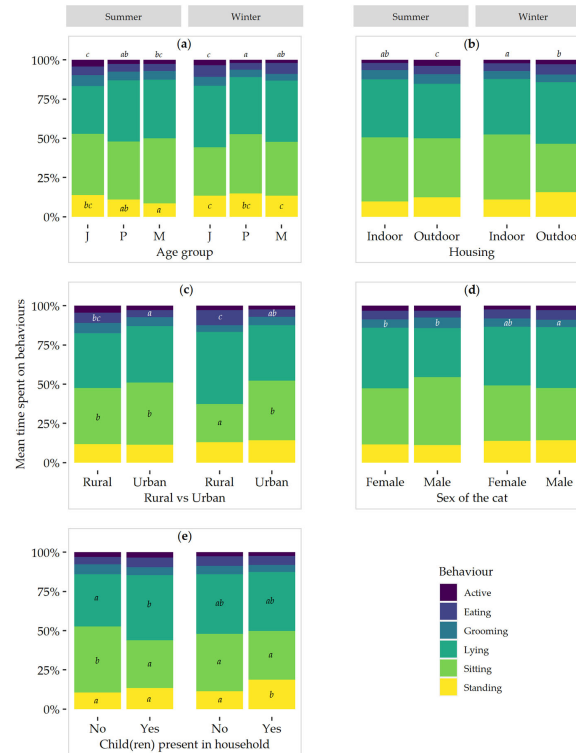 Summer Winter Summer Winter
(a) (b)
c ab bc c a ab ab c a b
100%
75%
50%
25%
0%
bc ab a c bc c
J P M J P M Indoor Outdoor Indoor Outdoor
Age group Housing
Mean time spent on behaviours
(c) (d)
100%
75%
50%
25%
0%
bc a c ab b b ab a
b b a b
Rural Urban Rural Urban Female Male Female Male
Rural vs Urban Sex of the cat
(e)
100%
75%
50%
25%
0%
a b ab ab
b a a a
a a a b
No Yes No Yes
Child(ren) present in household
Behaviour
Active
Eating
Grooming
Lying
Sitting
Standing